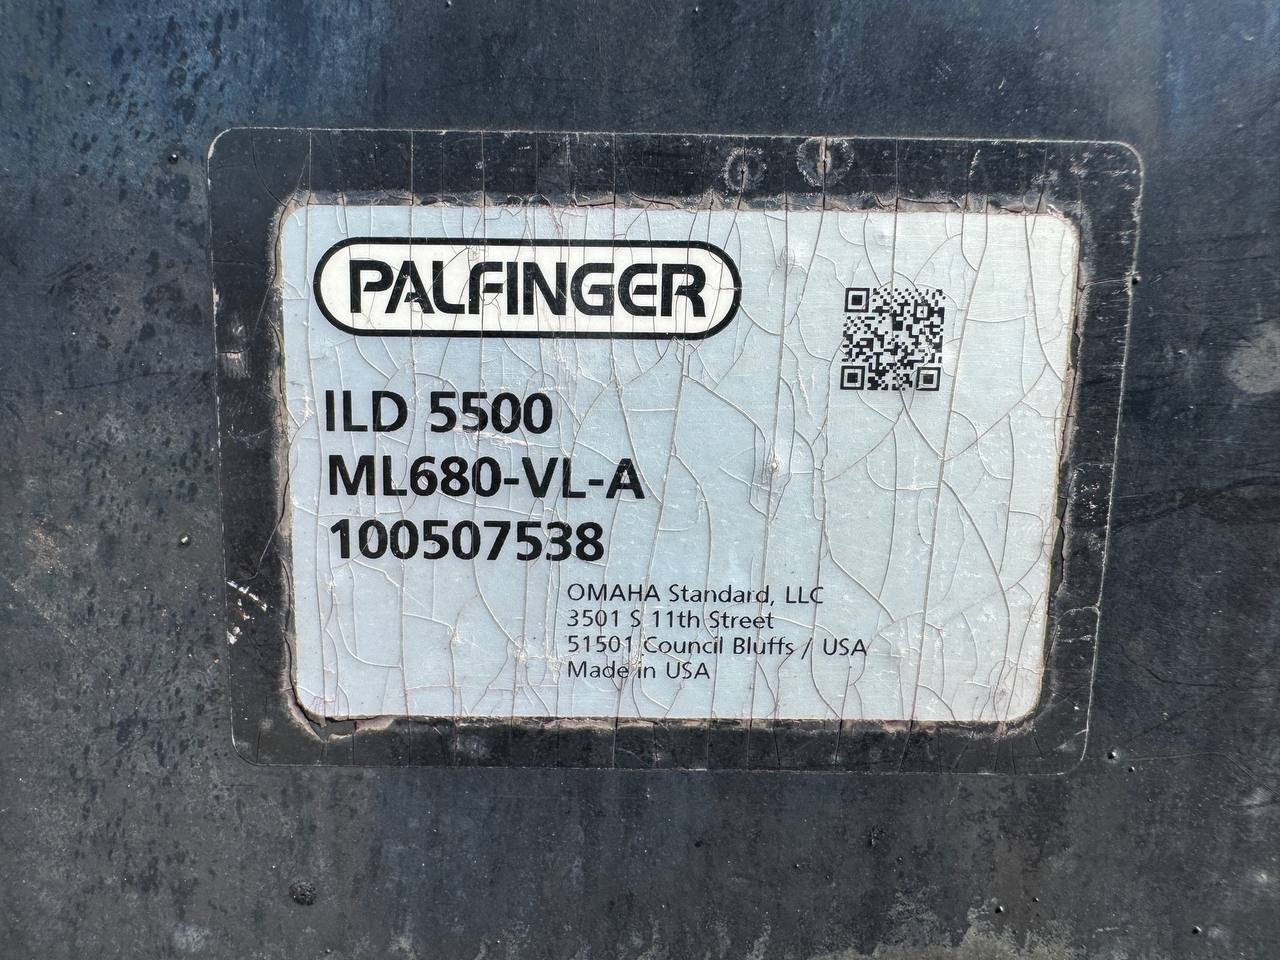 PALFINGER
ILD 5500
ML680-VL-A
100507538
OMAHA Standard, LLC
3501 S 11th Street
51501 Council Bluffs / USA
Made in USA